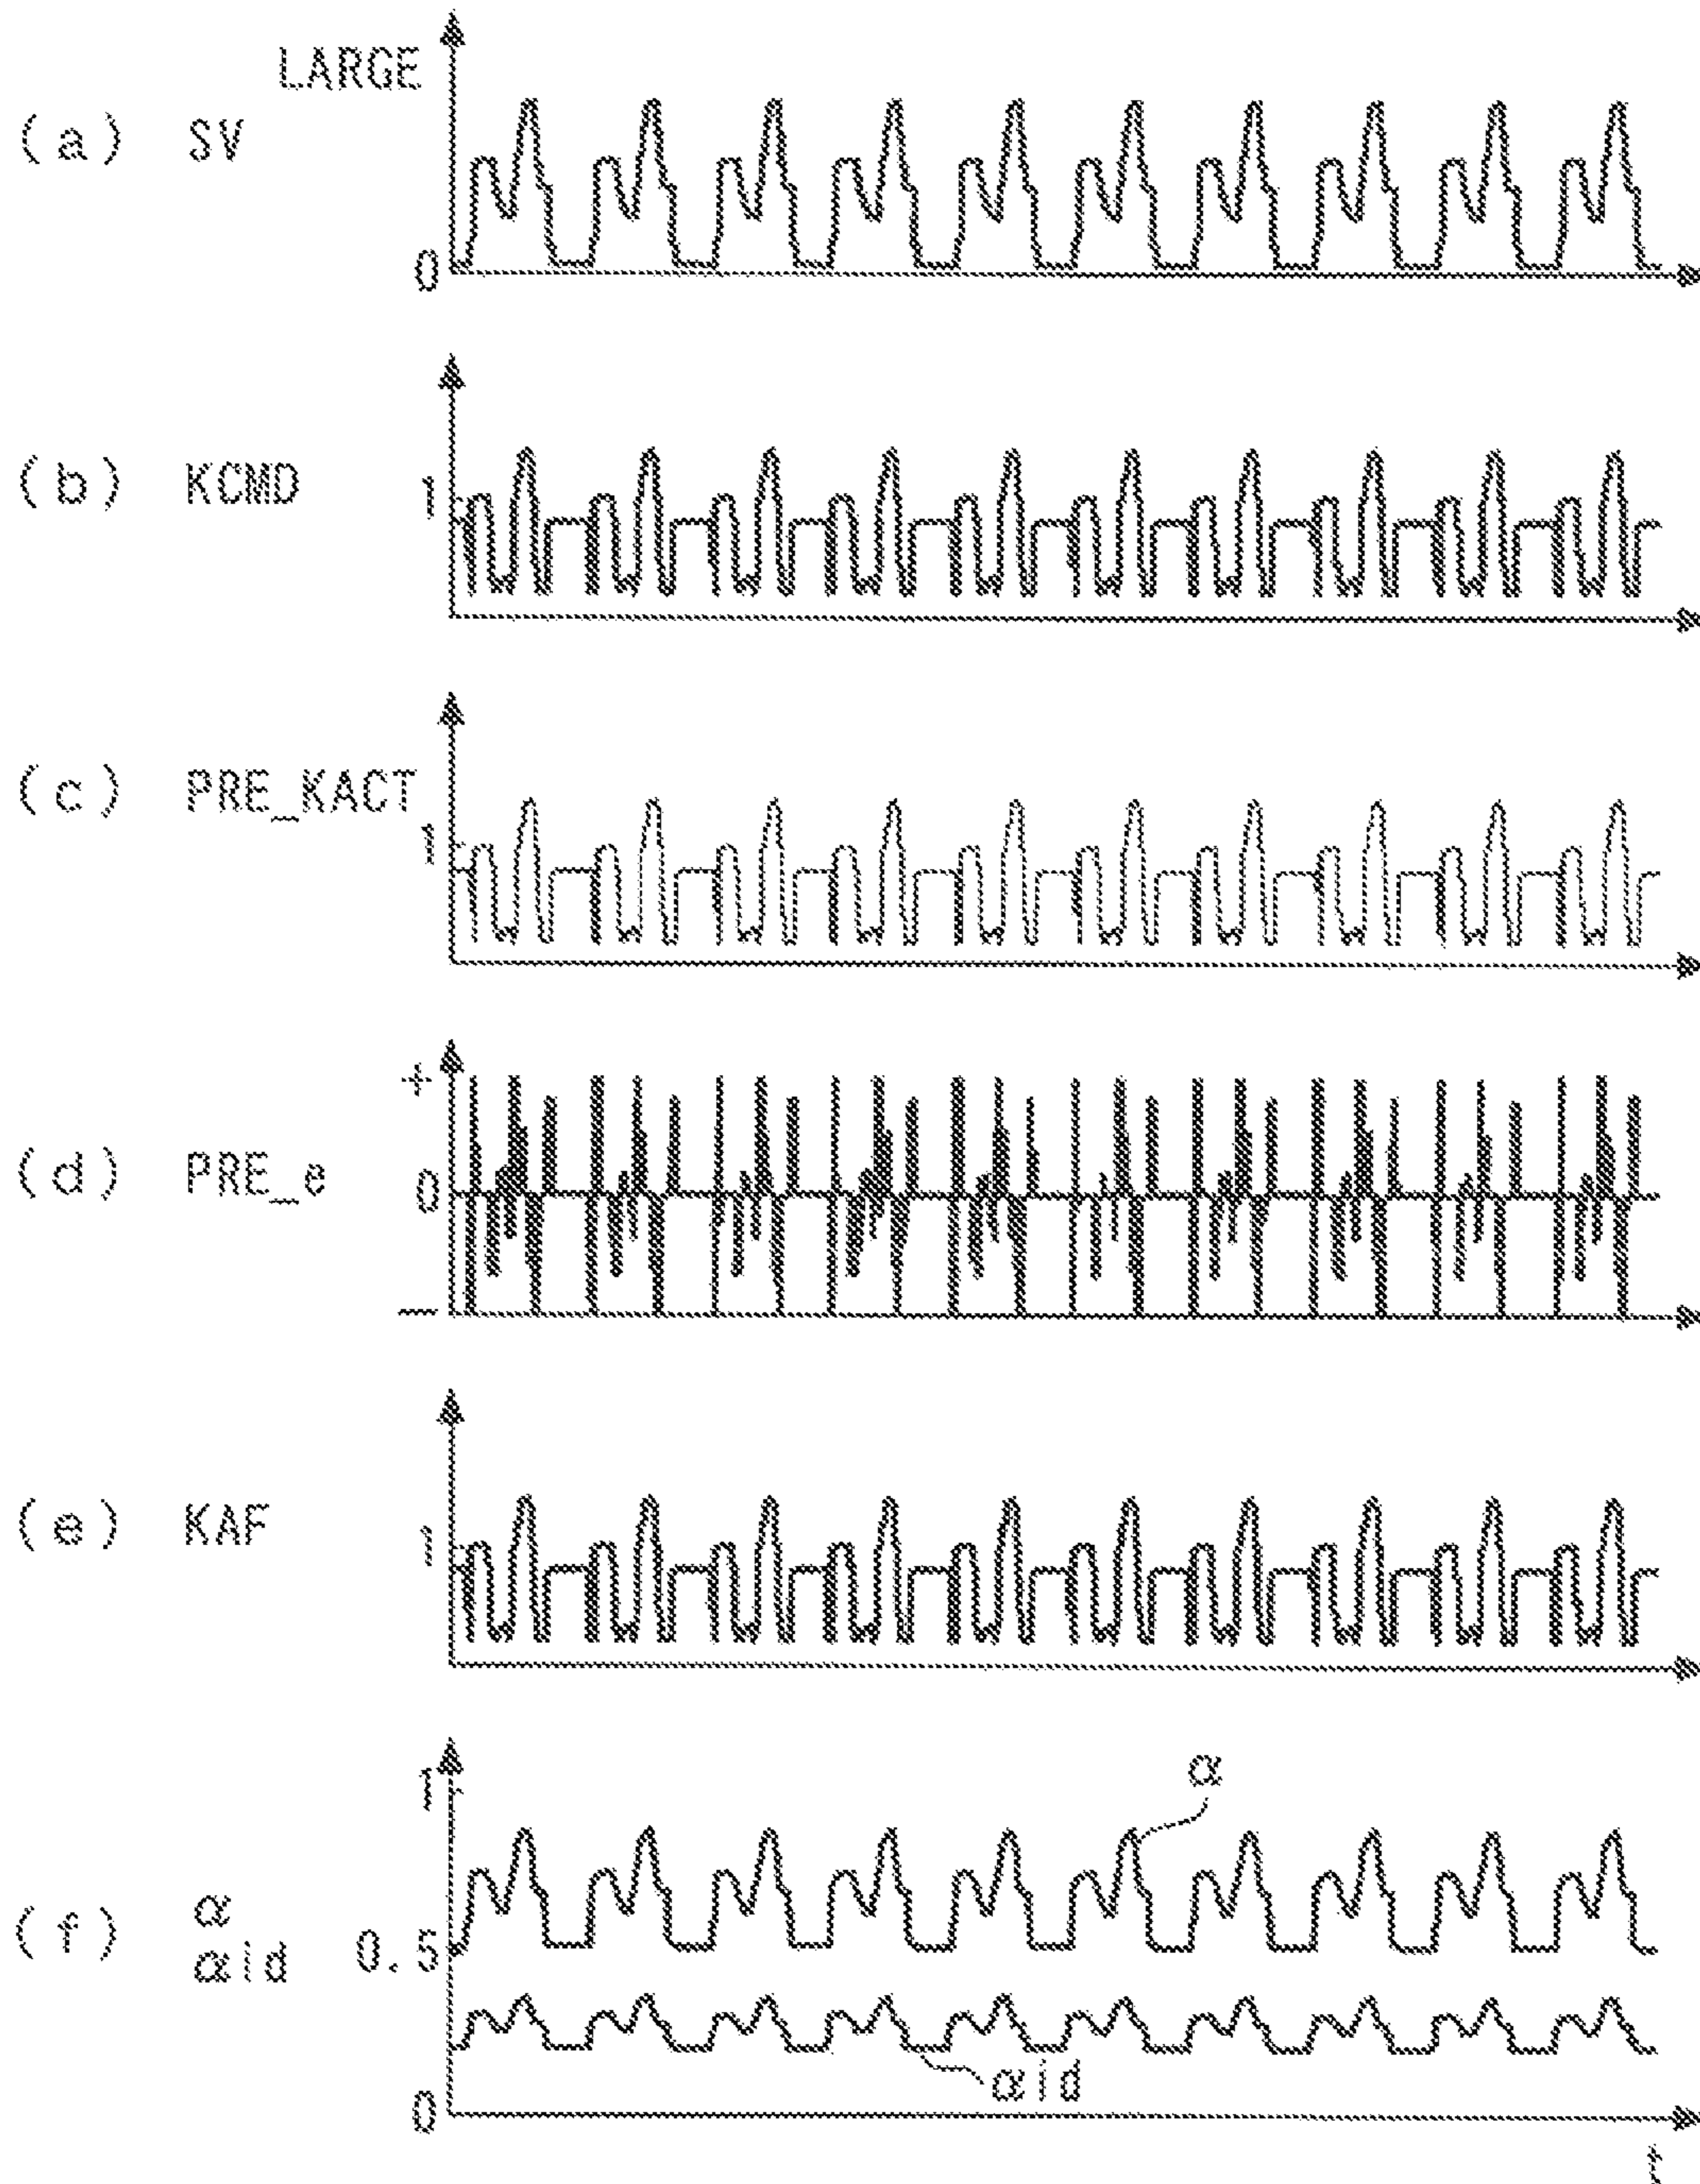 LARGE
(a) SV
0
(b) KCMD
1
(c) PRE_KACT
1
+
(d) PRE_e
0
−
(e) KAF
1
1
α
(f) α
αid
0.5
αid
0
t